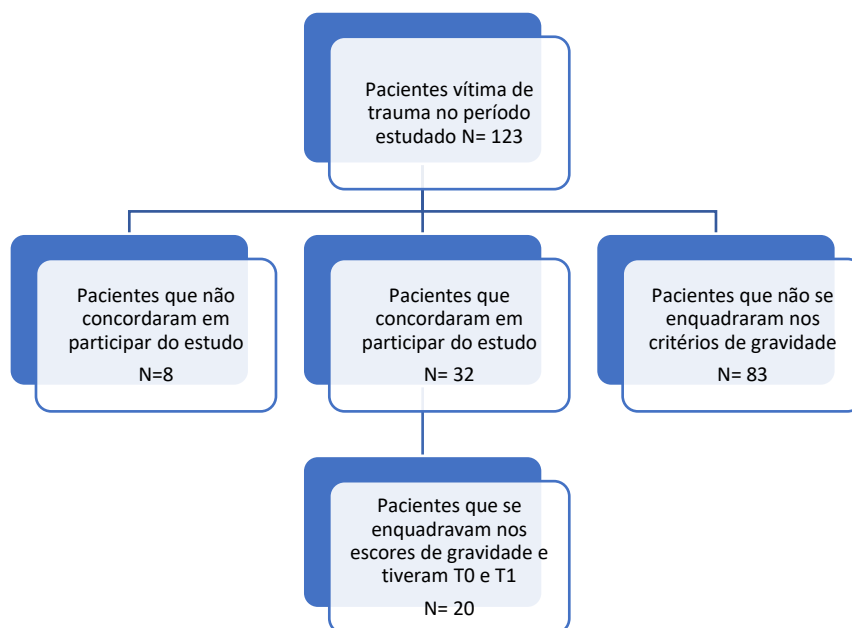 Pacientes vítima de
trauma no período
estudado N= 123
Pacientes que não
concordaram em
participar do estudo
N=8
Pacientes que
concordaram em
participar do estudo
N= 32
Pacientes que não se
enquadraram nos
critérios de gravidade
N= 83
Pacientes que se
enquadravam nos
escores de gravidade e
tiveram T0 e T1
N= 20